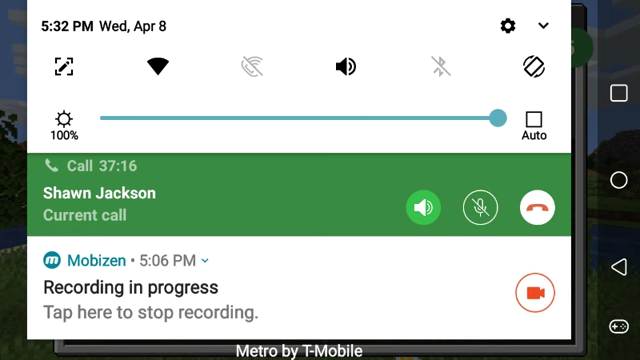 5:32 PM Wed, Apr 8
100%
Auto
Call 37:16
Shawn Jackson
Current call
Mobizen • 5:06 PM
Recording in progress
Tap here to stop recording.
Metro by T-Mobile